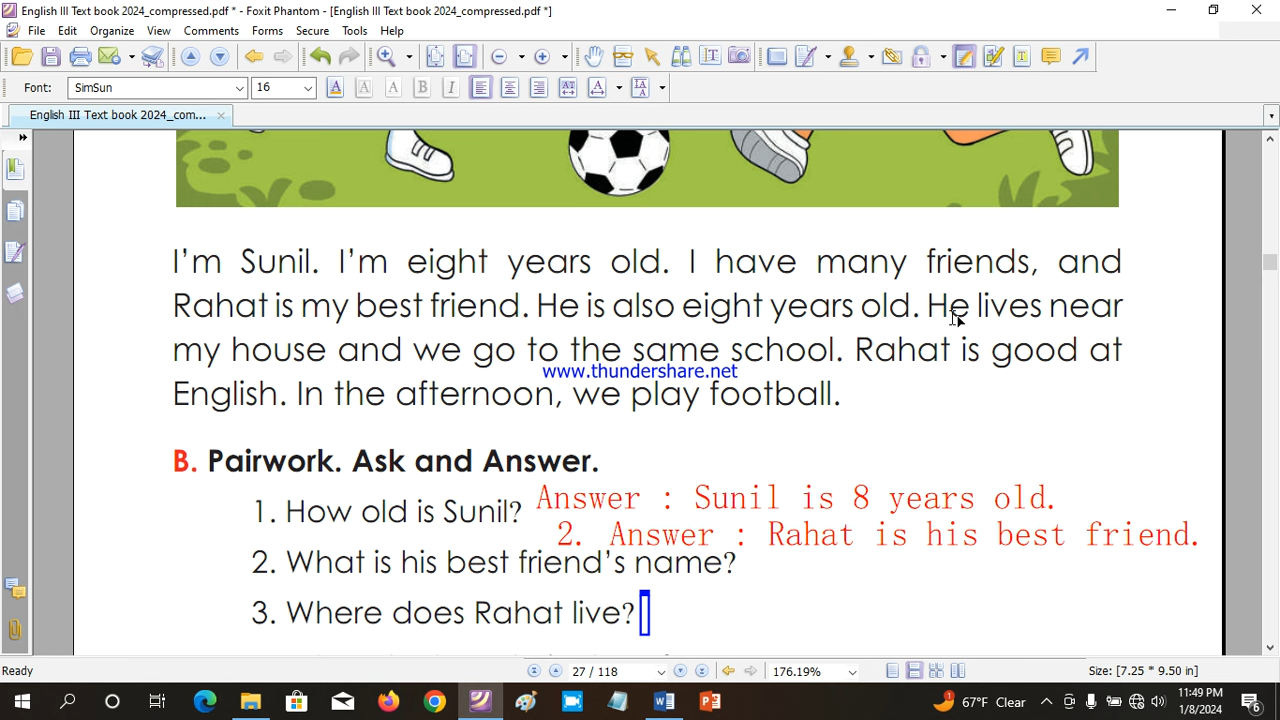 English III Text book 2024_compressed.pdf * - Foxit Phantom - [English III Text book 2024_compressed.pdf *]
File Edit Organize View Comments Forms Secure Tools Help
Font: SimSun 16
English III Text book 2024_com...
I'm Sunil. I'm eight years old. I have many friends, and
Rahat is my best friend. He is also eight years old. He lives near
my house and we go to the same school. Rahat is good at
www.thundershare.net
English. In the afternoon, we play football.
B. Pairwork. Ask and Answer.
1. How old is Sunil? Answer : Sunil is 8 years old.
2. Answer : Rahat is his best friend.
2. What is his best friend's name?
3. Where does Rahat live?
Ready 27 / 118 176.19% Size: [7.25 * 9.50 in]
67°F Clear 11:49 PM
1/8/2024 6